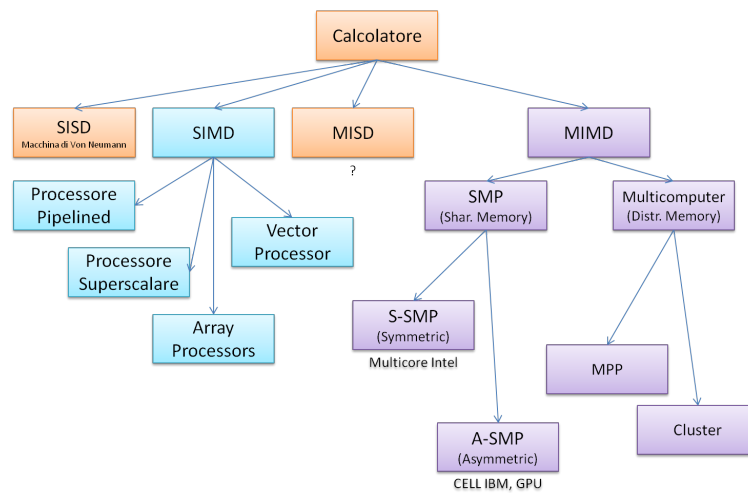 Calcolatore
SISD
Macchina di Von Neumann
SIMD
MISD
MIMD
?
Processore
Pipelined
SMP
(Shar. Memory)
Multicomputer
(Distr. Memory)
Vector
Processor
Processore
Superscalare
Array
Processors
S-SMP
(Symmetric)
Multicore Intel
MPP
Cluster
A-SMP
(Asymmetric)
CELL IBM, GPU